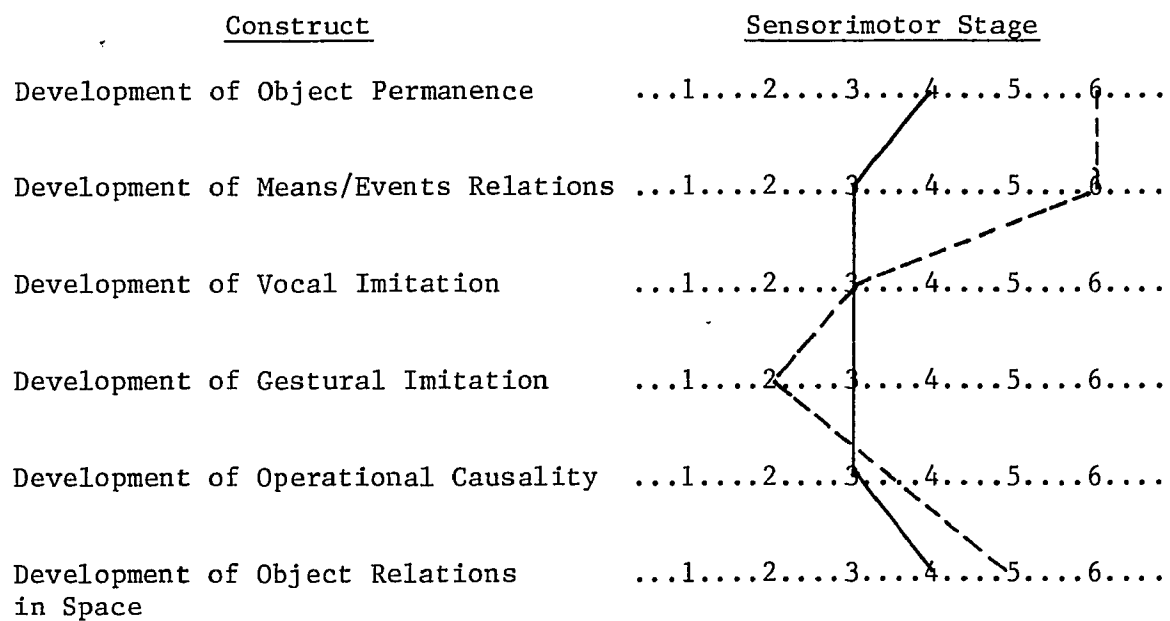 Construct Sensorimotor Stage
Development of Object Permanence ...1....2....3....4....5....6....
Development of Means/Events Relations ...1....2....3....4....5....6....
Development of Vocal Imitation ...1....2....3....4....5....6....
Development of Gestural Imitation ...1....2....3....4....5....6....
Development of Operational Causality ...1....2....3....4....5....6....
Development of Object Relations ...1....2....3....4....5....6....
in Space